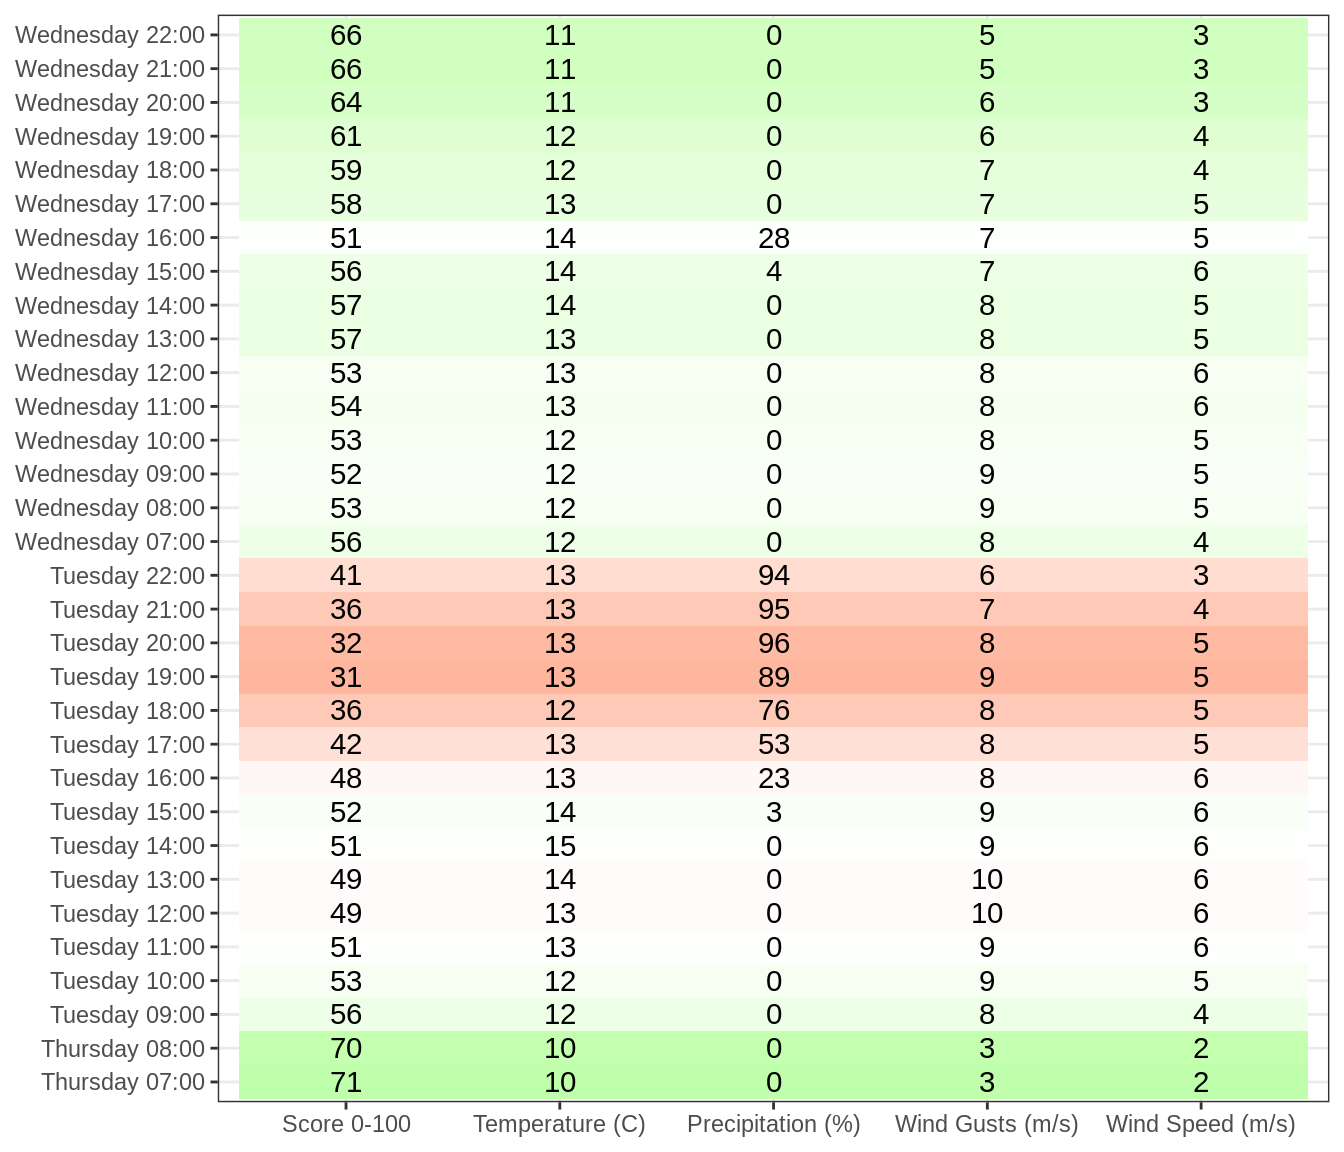 Wednesday 22:00 66 11 0 5 3
Wednesday 21:00 66 11 0 5 3
Wednesday 20:00 64 11 0 6 3
Wednesday 19:00 61 12 0 6 4
Wednesday 18:00 59 12 0 7 4
Wednesday 17:00 58 13 0 7 5
Wednesday 16:00 51 14 28 7 5
Wednesday 15:00 56 14 4 7 6
Wednesday 14:00 57 14 0 8 5
Wednesday 13:00 57 13 0 8 5
Wednesday 12:00 53 13 0 8 6
Wednesday 11:00 54 13 0 8 6
Wednesday 10:00 53 12 0 8 5
Wednesday 09:00 52 12 0 9 5
Wednesday 08:00 53 12 0 9 5
Wednesday 07:00 56 12 0 8 4
Tuesday 22:00 41 13 94 6 3
Tuesday 21:00 36 13 95 7 4
Tuesday 20:00 32 13 96 8 5
Tuesday 19:00 31 13 89 9 5
Tuesday 18:00 36 12 76 8 5
Tuesday 17:00 42 13 53 8 5
Tuesday 16:00 48 13 23 8 6
Tuesday 15:00 52 14 3 9 6
Tuesday 14:00 51 15 0 9 6
Tuesday 13:00 49 14 0 10 6
Tuesday 12:00 49 13 0 10 6
Tuesday 11:00 51 13 0 9 6
Tuesday 10:00 53 12 0 9 5
Tuesday 09:00 56 12 0 8 4
Thursday 08:00 70 10 0 3 2
Thursday 07:00 71 10 0 3 2
Score 0-100 Temperature (C) Precipitation (%) Wind Gusts (m/s) Wind Speed (m/s)